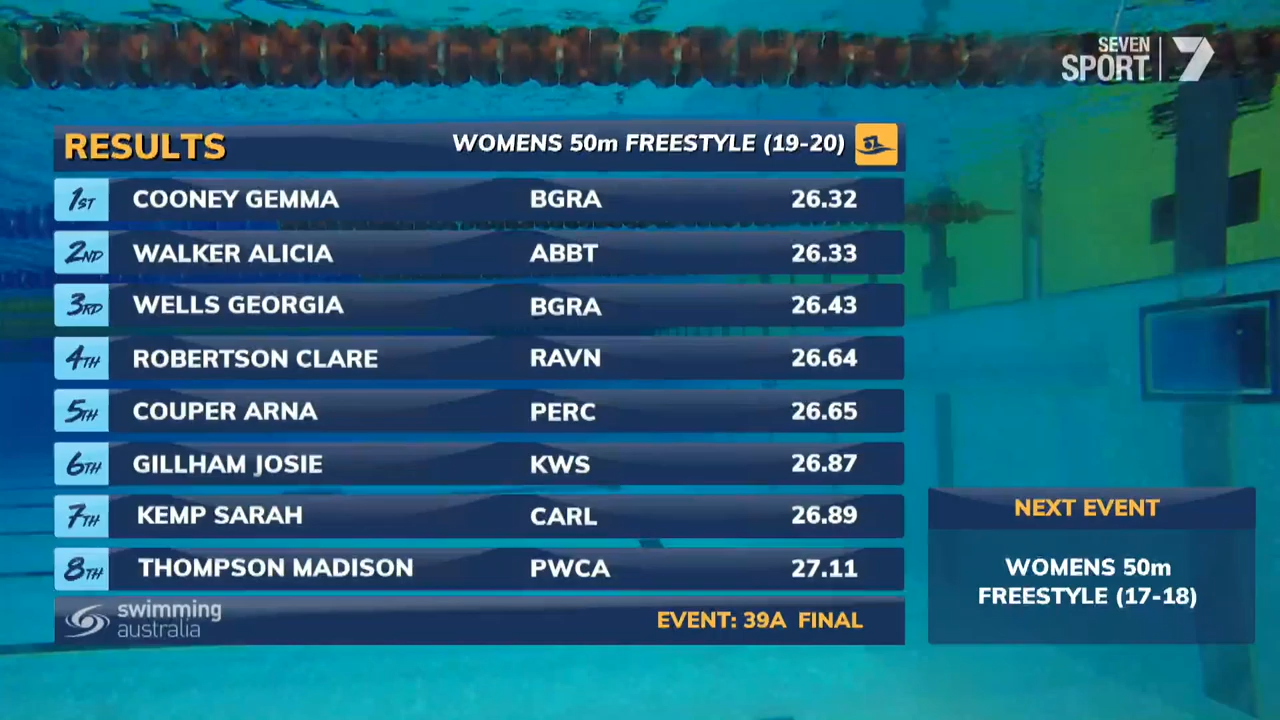 SEVEN
SPORT 7
RESULTS WOMENS 50m FREESTYLE (19-20)
1ST COONEY GEMMA BGRA 26.32
2ND WALKER ALICIA ABBT 26.33
3RD WELLS GEORGIA BGRA 26.43
4TH ROBERTSON CLARE RAVN 26.64
5TH COUPER ARNA PERC 26.65
6TH GILLHAM JOSIE KWS 26.87
7TH KEMP SARAH CARL 26.89
8TH THOMPSON MADISON PWCA 27.11
swimming
australia
EVENT: 39A FINAL
NEXT EVENT
WOMENS 50m
FREESTYLE (17-18)